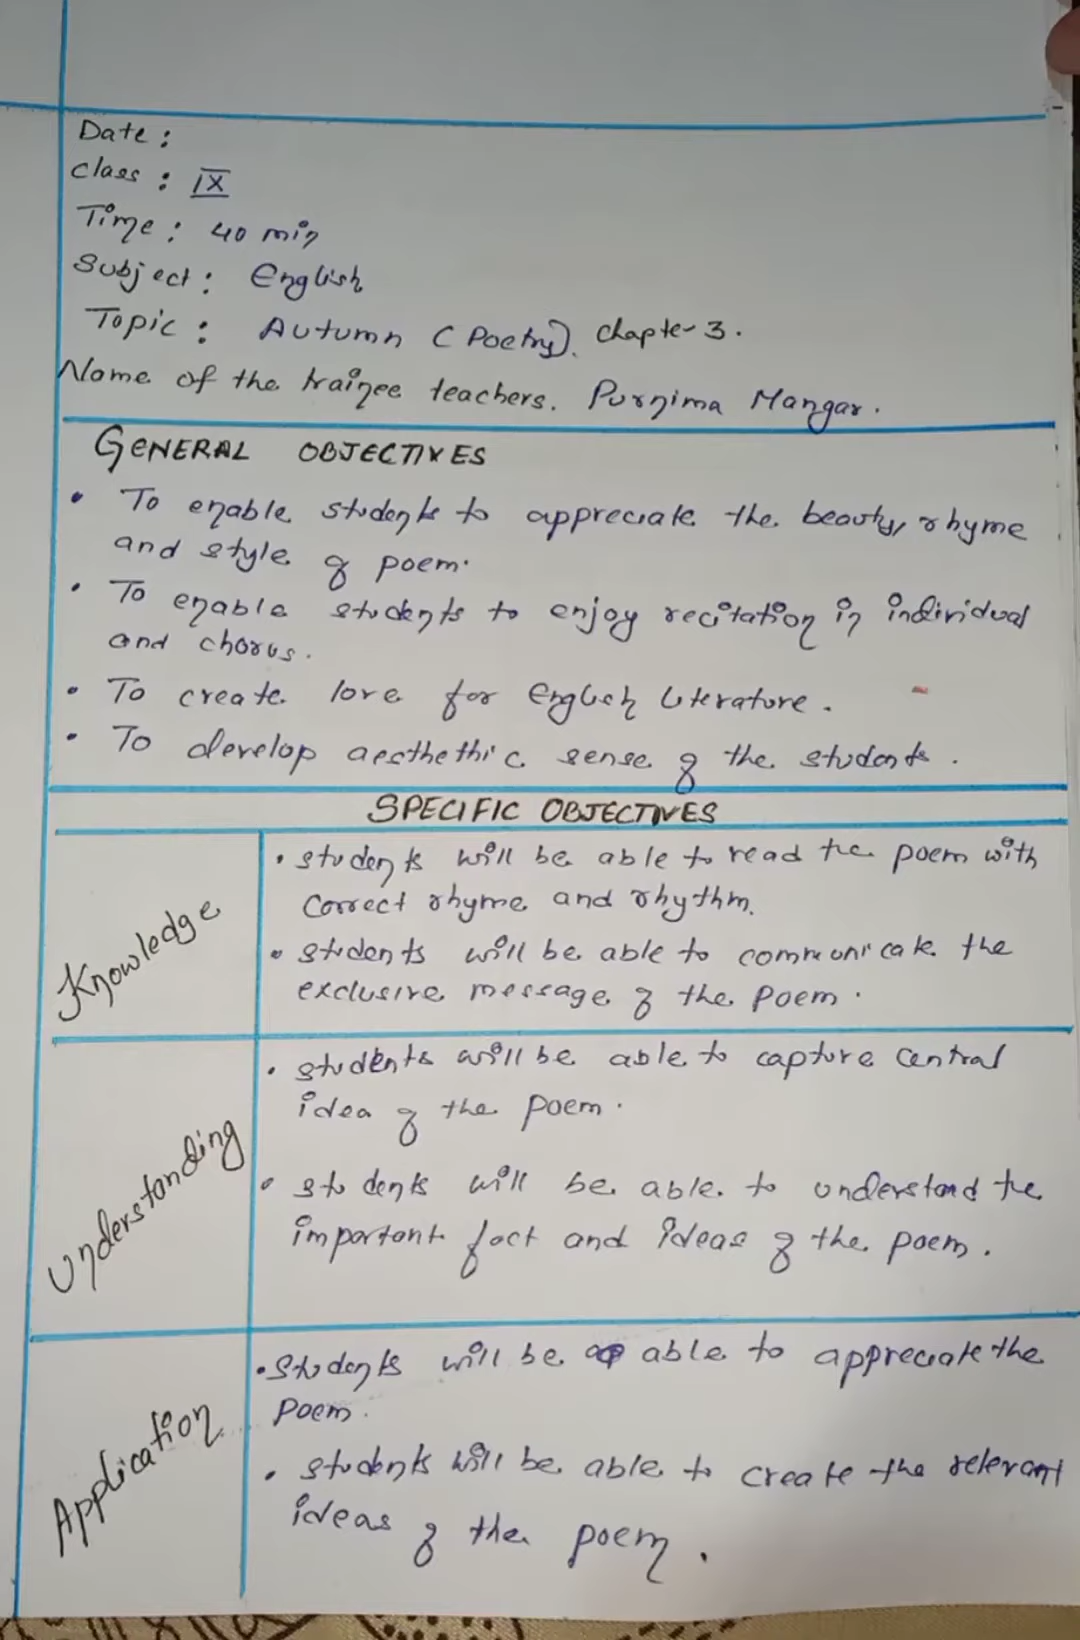 Date :
Class : IX
Time : 40 min
Subject : English
Topic : Autumn (Poetry). Chapter 3.
Name of the trainee teachers. Purnima Mangar.
GENERAL OBJECTIVES
• To enable students to appreciate the beauty, rhyme
and style of poem.
• To enable students to enjoy recitation in individual
and chorus.
• To create love for English literature.
• To develop aesthethic sense of the students.
SPECIFIC OBJECTIVES
Knowledge
• students will be able to read the poem with
correct rhyme and rhythm.
• students will be able to communicate the
exclusive message of the poem.
Understanding
• students will be able to capture central
idea of the poem.
• students will be able to understand the
important fact and ideas of the poem.
Application
• Students will be able to appreciate the
poem.
• students will be able to create the relevant
ideas of the poem.